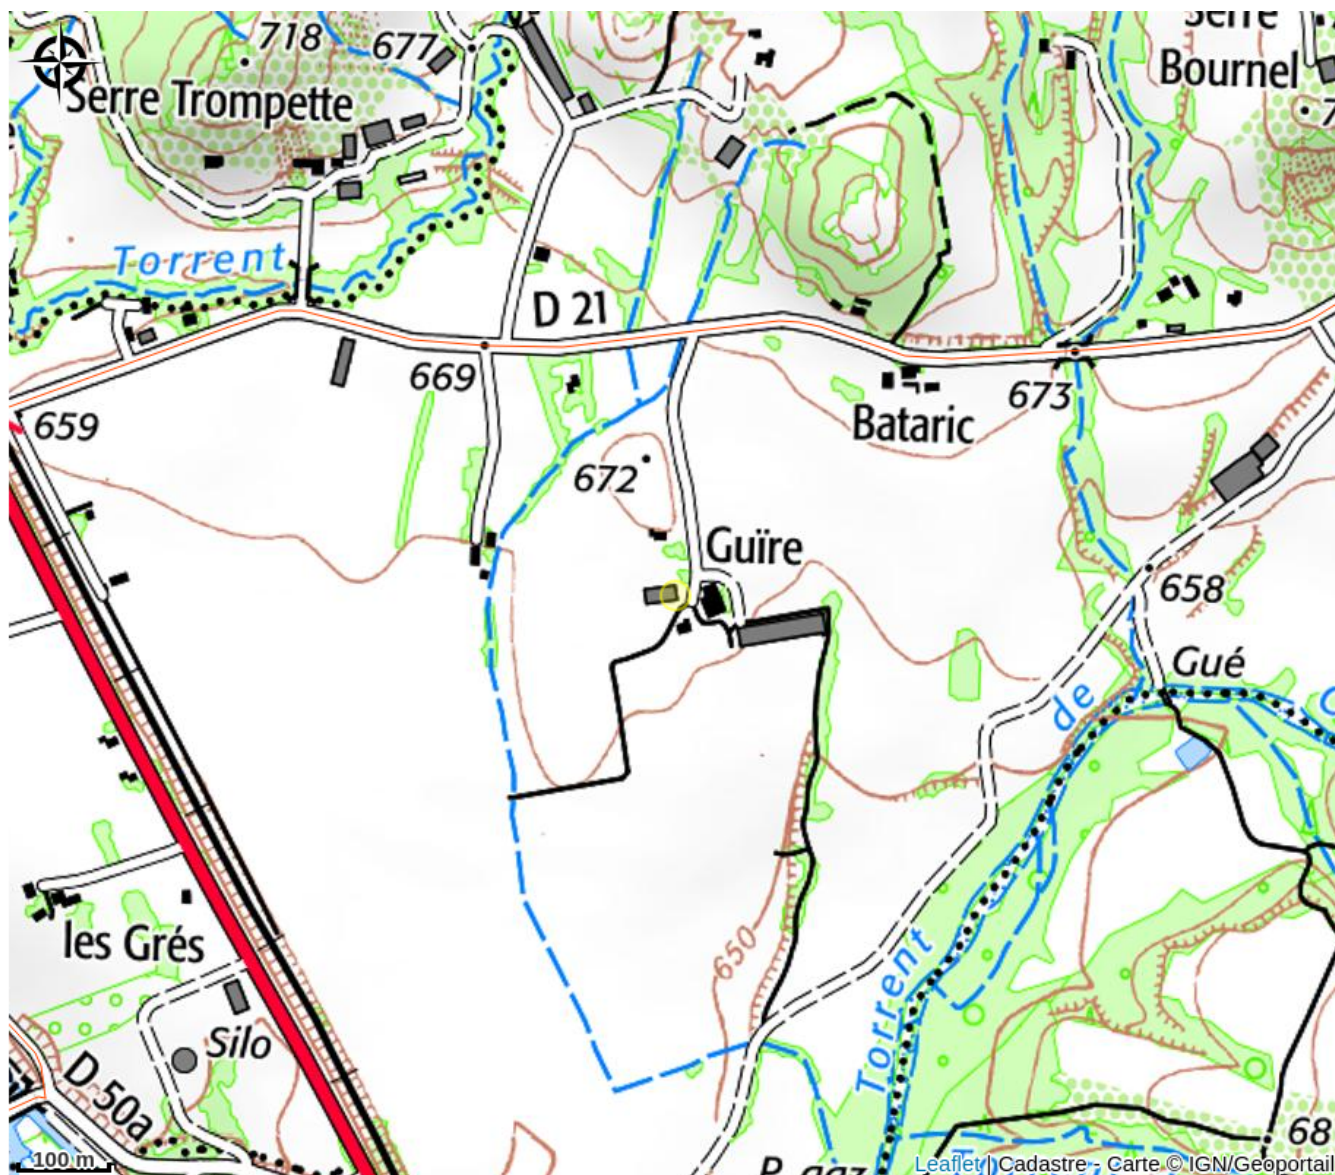 718
677
Serre
Bournel
Serre Trompette
Torrent
D 21
669
673
659
Bataric
672
Guïre
658
Gué
de
les Grés
650
Torrent
Silo
D 50a
68
100 m
Leaflet | Cadastre - Carte © IGN/Geoportail